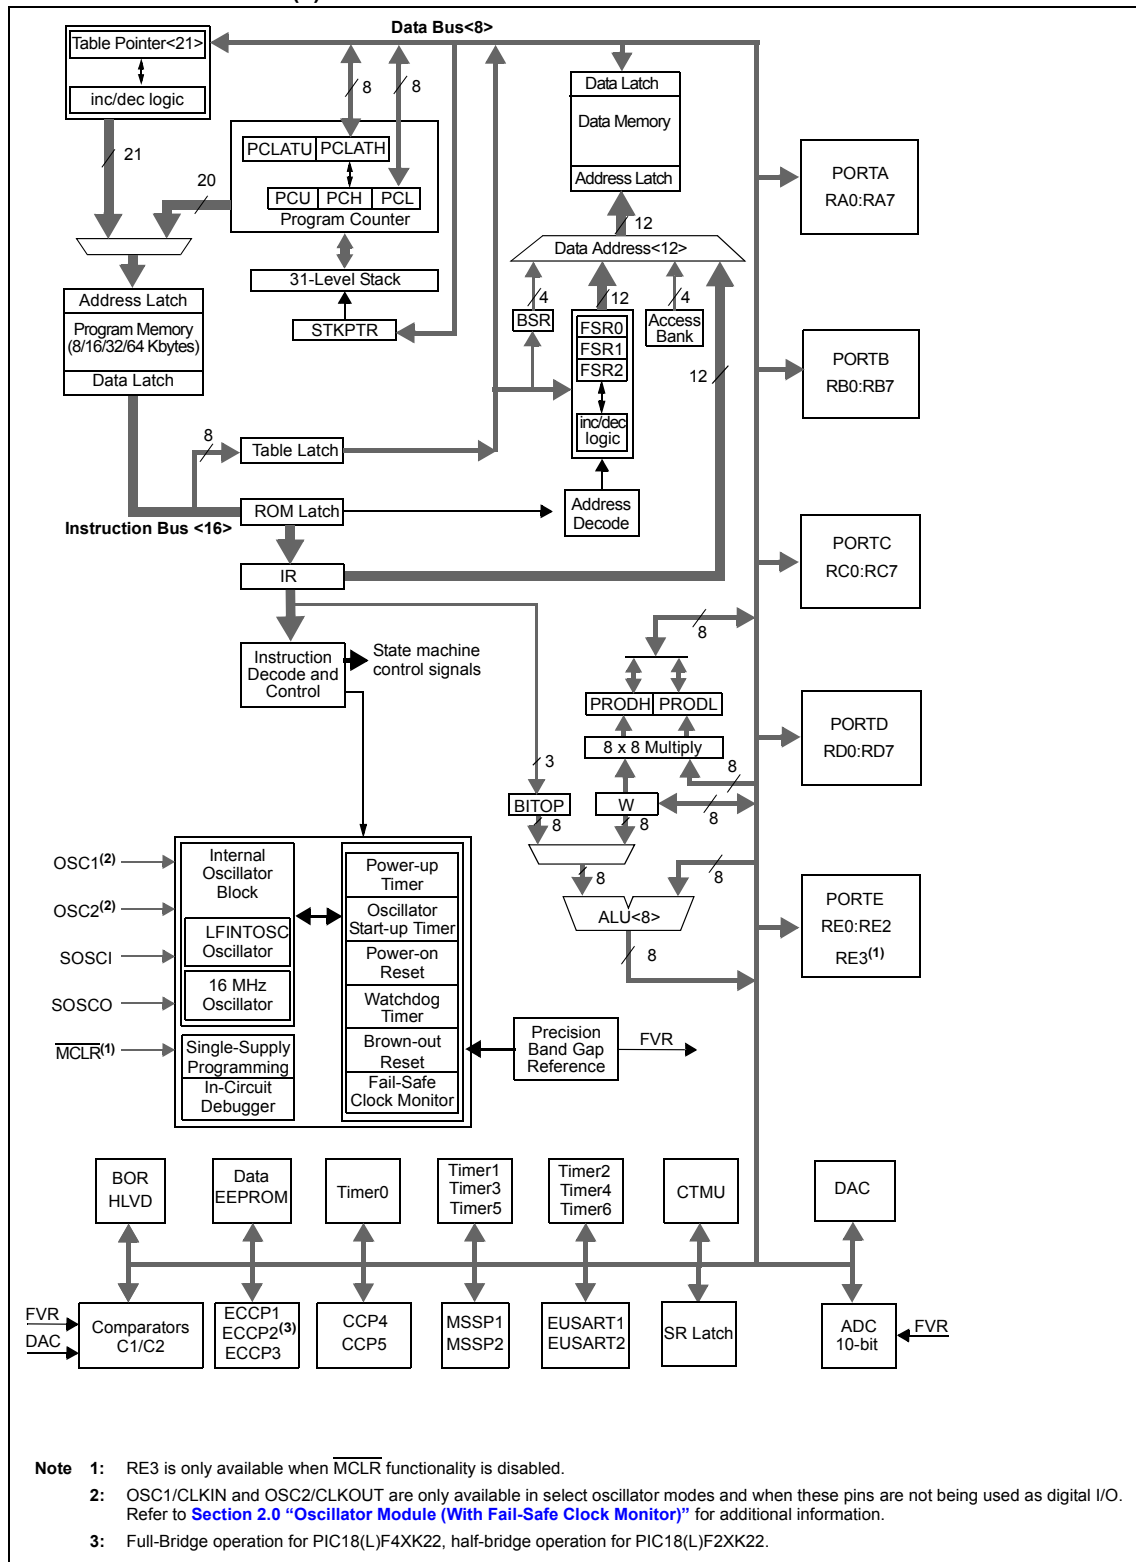 Data Bus<8>
Table Pointer<21>
inc/dec logic
21
20
8
8
PCLATU
PCLATH
PCU
PCH
PCL
Program Counter
31-Level Stack
STKPTR
Data Latch
Data Memory
Address Latch
12
Data Address<12>
4
12
4
BSR
FSR0
FSR1
FSR2
inc/dec
logic
Access
Bank
12
Address
Decode
Address Latch
Program Memory
(8/16/32/64 Kbytes)
Data Latch
8
Table Latch
ROM Latch
Instruction Bus <16>
IR
Instruction
Decode and
Control
State machine
control signals
8
PRODH
PRODL
8 x 8 Multiply
3
8
BITOP
W
8
8
8
8
8
ALU<8>
8
PORTA
RA0:RA7
PORTB
RB0:RB7
PORTC
RC0:RC7
PORTD
RD0:RD7
PORTE
RE0:RE2
RE3(1)
OSC1(2)
OSC2(2)
SOSCI
SOSCO
MCLR(1)
Internal
Oscillator
Block
LFINTOSC
Oscillator
16 MHz
Oscillator
Single-Supply
Programming
In-Circuit
Debugger
Power-up
Timer
Oscillator
Start-up Timer
Power-on
Reset
Watchdog
Timer
Brown-out
Reset
Fail-Safe
Clock Monitor
Precision
Band Gap
Reference
FVR
BOR
HLVD
Data
EEPROM
Timer0
Timer1
Timer3
Timer5
Timer2
Timer4
Timer6
CTMU
DAC
FVR
DAC
Comparators
C1/C2
ECCP1
ECCP2(3)
ECCP3
CCP4
CCP5
MSSP1
MSSP2
EUSART1
EUSART2
SR Latch
ADC
10-bit
FVR
Note 1: RE3 is only available when MCLR functionality is disabled.
2: OSC1/CLKIN and OSC2/CLKOUT are only available in select oscillator modes and when these pins are not being used as digital I/O.
Refer to Section 2.0 “Oscillator Module (With Fail-Safe Clock Monitor)” for additional information.
3: Full-Bridge operation for PIC18(L)F4XK22, half-bridge operation for PIC18(L)F2XK22.